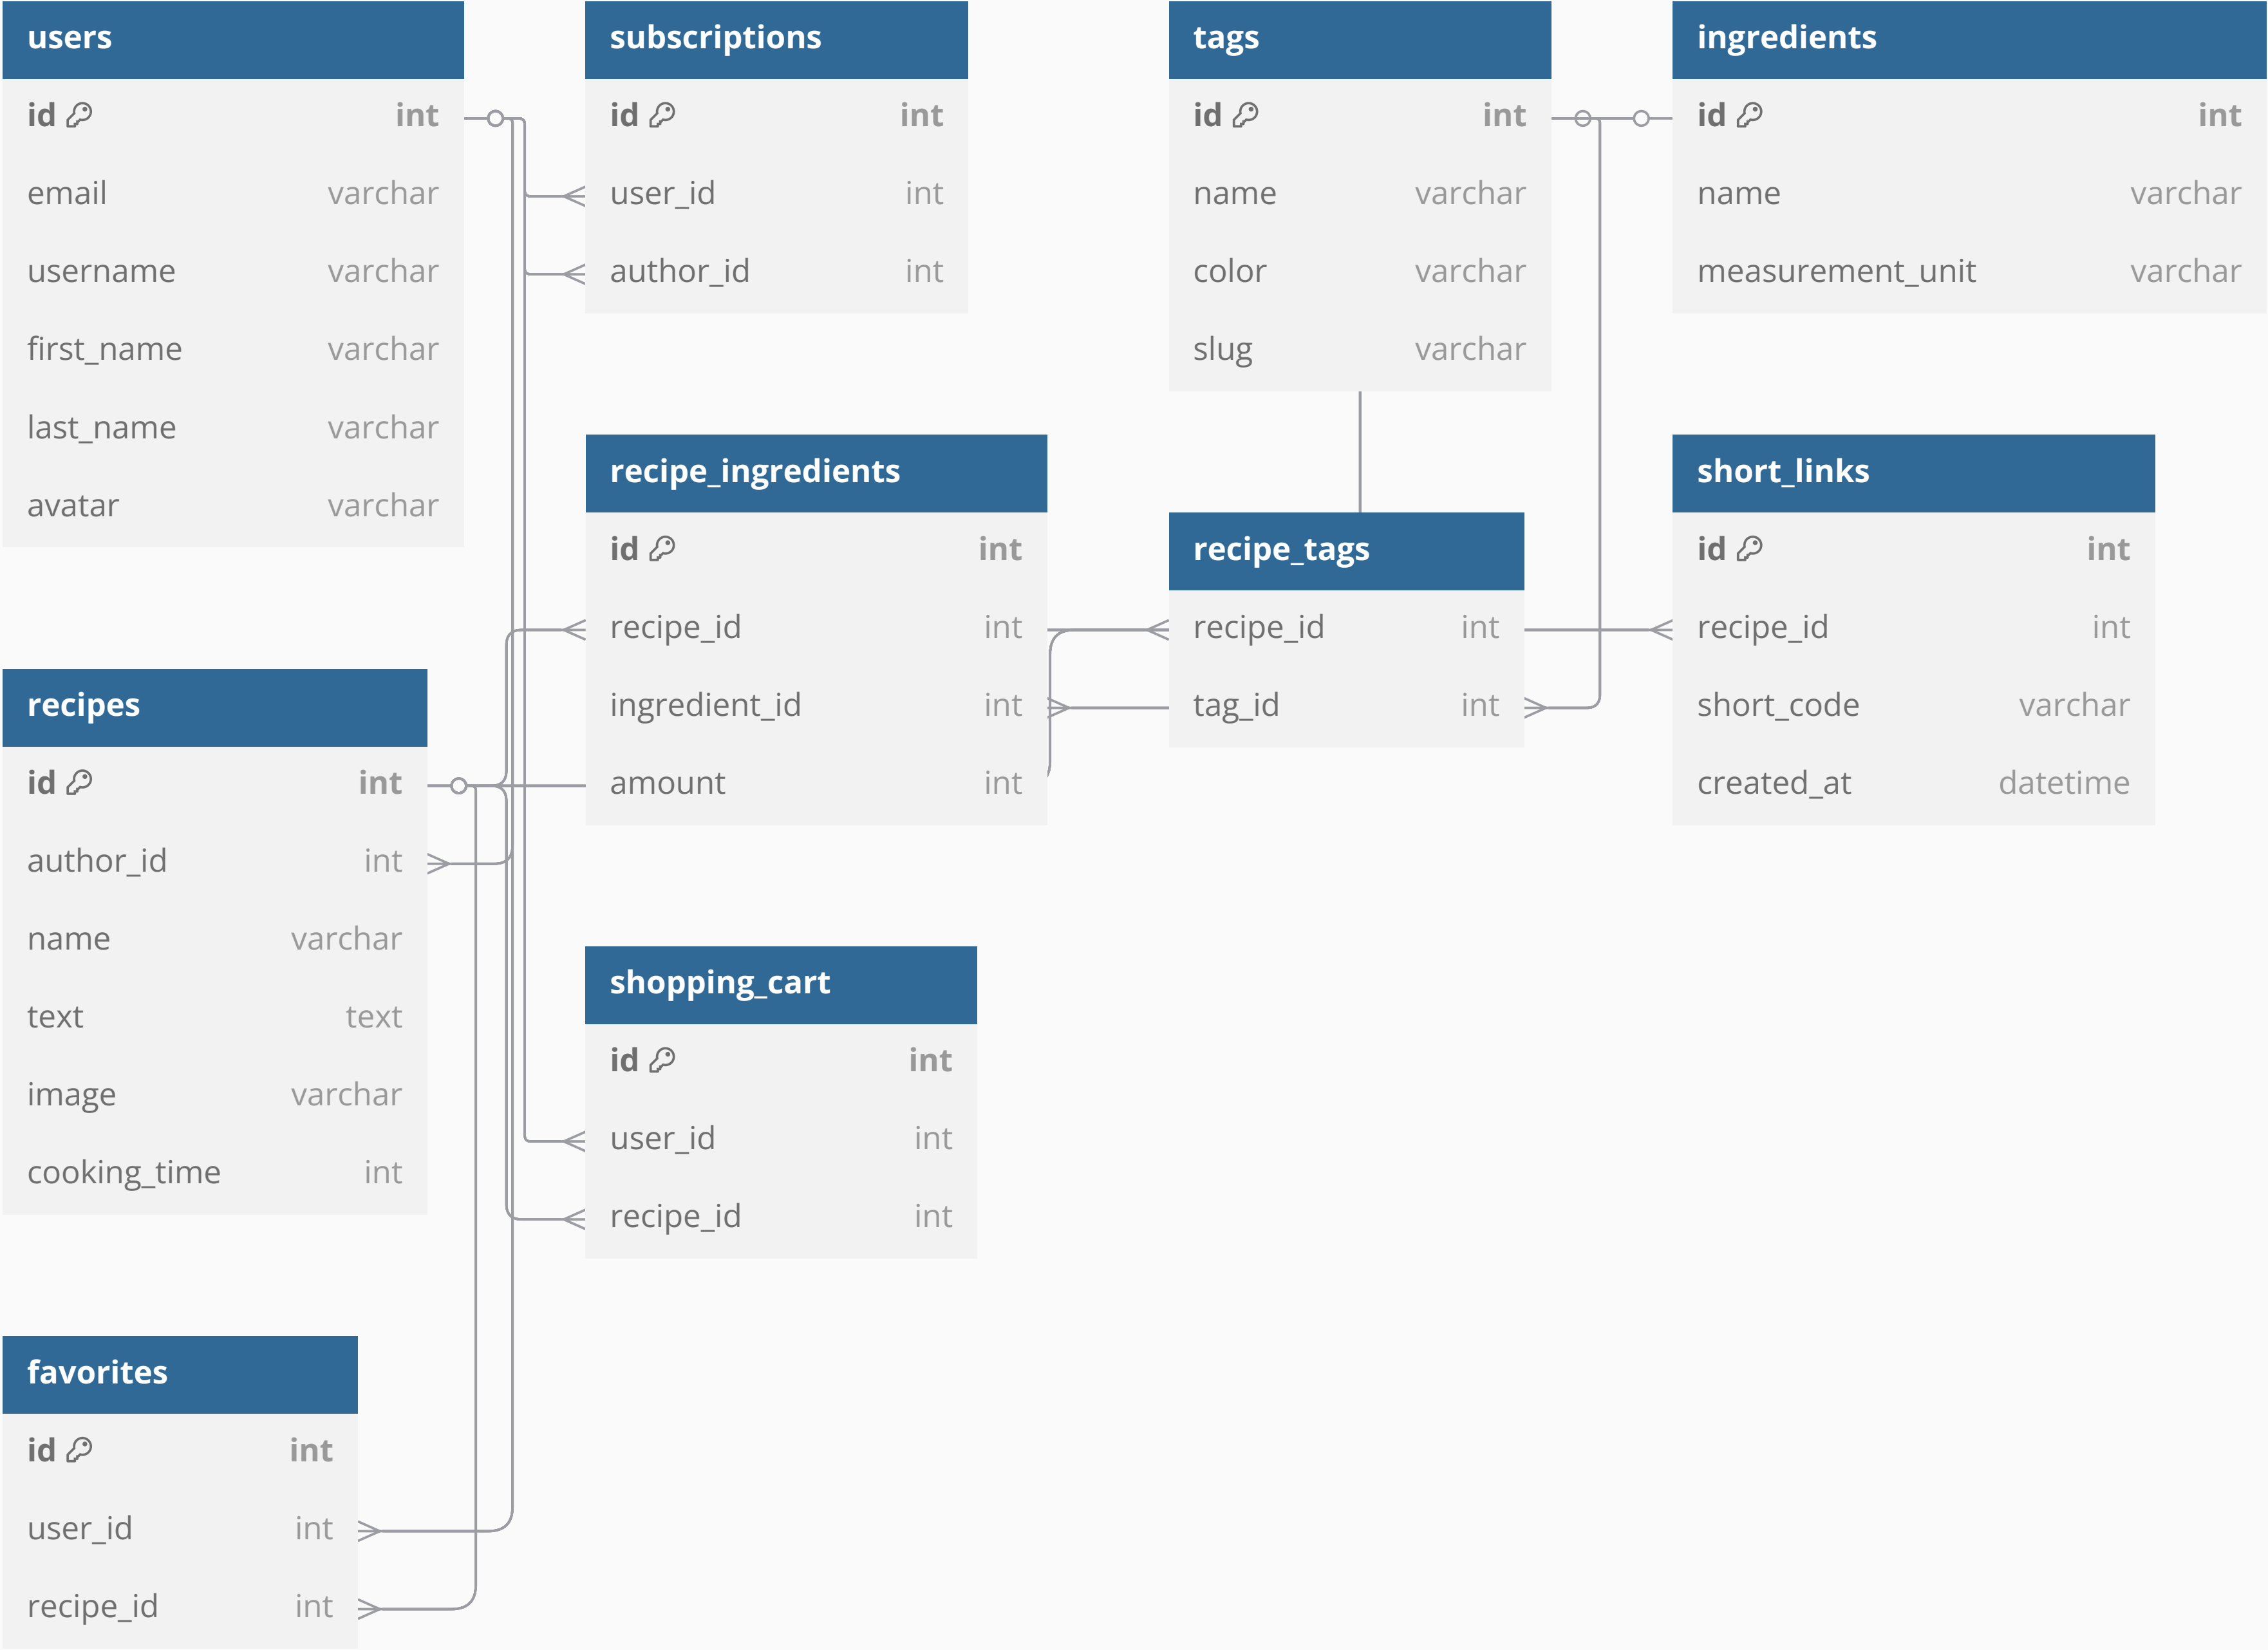 users
id int
email varchar
username varchar
first_name varchar
last_name varchar
avatar varchar
subscriptions
id int
user_id int
author_id int
tags
id int
name varchar
color varchar
slug varchar
ingredients
id int
name varchar
measurement_unit varchar
recipe_ingredients
id int
recipe_id int
ingredient_id int
amount int
recipe_tags
recipe_id int
tag_id int
short_links
id int
recipe_id int
short_code varchar
created_at datetime
recipes
id int
author_id int
name varchar
text text
image varchar
cooking_time int
shopping_cart
id int
user_id int
recipe_id int
favorites
id int
user_id int
recipe_id int